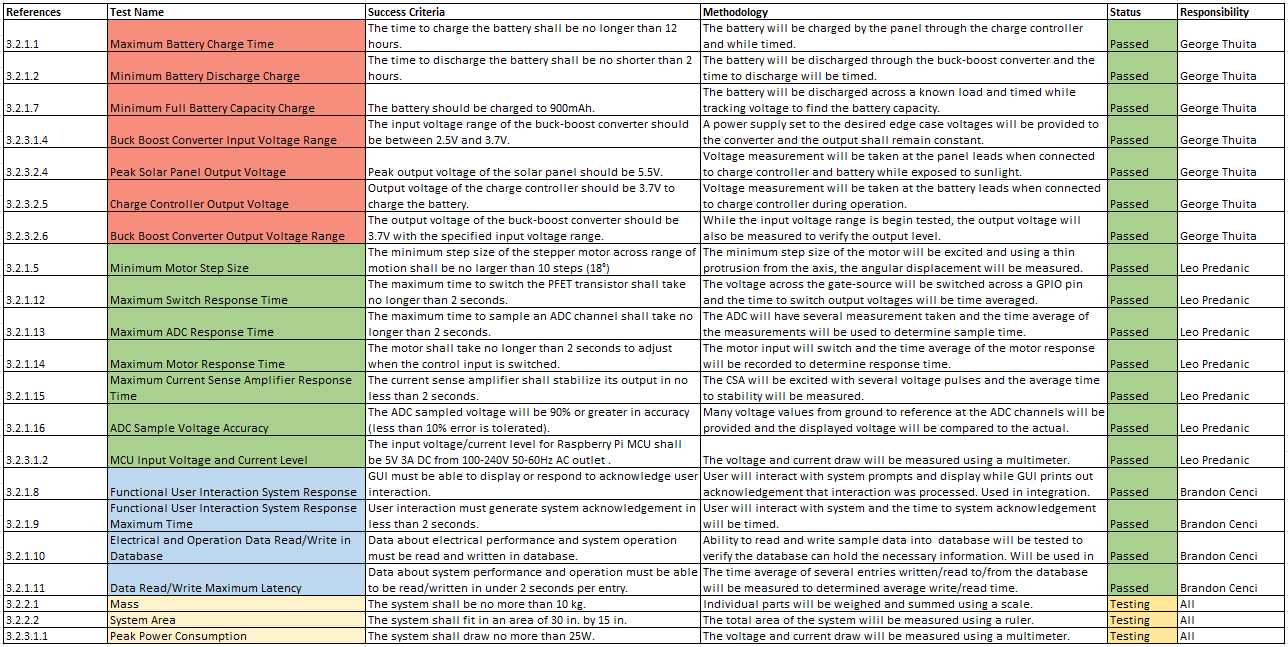 References Test Name Success Criteria Methodology Status Responsibility
3.2.1.1 Maximum Battery Charge Time The time to charge the battery shall be no longer than 12 hours. The battery will be charged by the panel through the charge controller and while timed. Passed George Thuita
3.2.1.2 Minimum Battery Discharge Charge The time to discharge the battery shall be no shorter than 2 hours. The battery will be discharged through the buck-boost converter and the time to discharge will be timed. Passed George Thuita
3.2.1.7 Minimum Full Battery Capacity Charge The battery should be charged to 900mAh. The battery will be discharged across a known load and timed while tracking voltage to find the battery capacity. Passed George Thuita
3.2.3.1.4 Buck Boost Converter Input Voltage Range The input voltage range of the buck-boost converter should be between 2.5V and 3.7V. A power supply set to the desired edge case voltages will be provided to the converter and the output shall remain constant. Passed George Thuita
3.2.3.2.4 Peak Solar Panel Output Voltage Peak output voltage of the solar panel should be 5.5V. Voltage measurement will be taken at the panel leads when connected to charge controller and battery while exposed to sunlight. Passed George Thuita
3.2.3.2.5 Charge Controller Output Voltage Output voltage of the charge controller should be 3.7V to charge the battery. Voltage measurement will be taken at the battery leads when connected to charge controller during operation. Passed George Thuita
3.2.3.2.6 Buck Boost Converter Output Voltage Range The output voltage of the buck-boost converter should be 3.7V with the specified input voltage range. While the input voltage range is begin tested, the output voltage will also be measured to verify the output level. Passed George Thuita
3.2.1.5 Minimum Motor Step Size The minimum step size of the stepper motor across range of motion shall be no larger than 10 steps (18°) The minimum step size of the motor will be excited and using a thin protrusion from the axis, the angular displacement will be measured. Passed Leo Predanic
3.2.1.12 Maximum Switch Response Time The maximum time to switch the PFET transistor shall take no longer than 2 seconds. The voltage across the gate-source will be switched across a GPIO pin and the time to switch output voltages will be time averaged. Passed Leo Predanic
3.2.1.13 Maximum ADC Response Time The maximum time to sample an ADC channel shall take no longer than 2 seconds. The ADC will have several measurement taken and the time average of the measurements will be used to determine sample time. Passed Leo Predanic
3.2.1.14 Maximum Motor Response Time The motor shall take no longer than 2 seconds to adjust when the control input is switched. The motor input will switch and the time average of the motor response will be recorded to determine response time. Passed Leo Predanic
3.2.1.15 Maximum Current Sense Amplifier Response Time The current sense amplifier shall stabilize its output in no less than 2 seconds. The CSA will be excited with several voltage pulses and the average time to stability will be measured. Passed Leo Predanic
3.2.1.16 ADC Sample Voltage Accuracy The ADC sampled voltage will be 90% or greater in accuracy (less than 10% error is tolerated). Many voltage values from ground to reference at the ADC channels will be provided and the displayed voltage will be compared to the actual. Passed Leo Predanic
3.2.3.1.2 MCU Input Voltage and Current Level The input voltage/current level for Raspberry Pi MCU shall be 5V 3A DC from 100-240V 50-60Hz AC outlet . The voltage and current draw will be measured using a multimeter. Passed Leo Predanic
3.2.1.8 Functional User Interaction System Response GUI must be able to display or respond to acknowledge user interaction. User will interact with system prompts and display while GUI prints out acknowledgement that interaction was processed. Used in integration. Passed Brandon Cenci
3.2.1.9 Functional User Interaction System Response Maximum Time User interaction must generate system acknowledgement in less than 2 seconds. User will interact with system and the time to system acknowledgement will be timed. Passed Brandon Cenci
3.2.1.10 Electrical and Operation Data Read/Write in Database Data about electrical performance and system operation must be read and written in database. Ability to read and write sample data into database will be tested to verify the database can hold the necessary information. Will be used in Passed Brandon Cenci
3.2.1.11 Data Read/Write Maximum Latency Data about system performance and operation must be able to be read/written in under 2 seconds per entry. The time average of several entries written/read to/from the database will be measured to determined average write/read time. Passed Brandon Cenci
3.2.2.1 Mass The system shall be no more than 10 kg. Individual parts will be weighed and summed using a scale. Testing All
3.2.2.2 System Area The system shall fit in an area of 30 in. by 15 in. The total area of the system wilil be measured using a ruler. Testing All
3.2.3.1.1 Peak Power Consumption The system shall draw no more than 25W. The voltage and current draw will be measured using a multimeter. Testing All